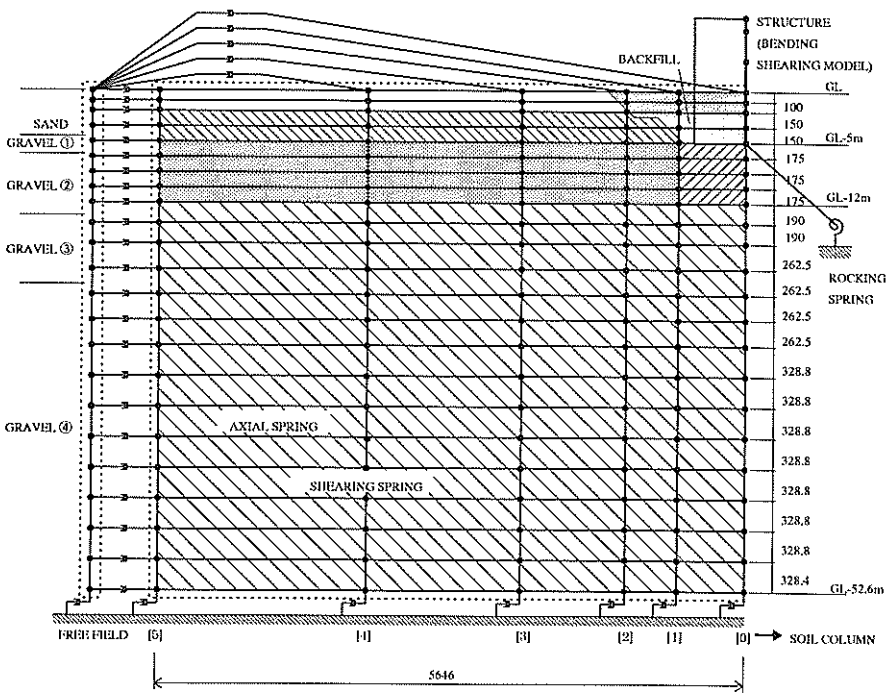 STRUCTURE
(BENDING
SHEARING MODEL)
BACKFILL
GL
100
SAND
150
GRAVEL ①
150
GL-5m
175
GRAVEL ②
175
175
GL-12m
190
GRAVEL ③
190
262.5
ROCKING
SPRING
262.5
262.5
262.5
328.8
328.8
GRAVEL ④
AXIAL SPRING
328.8
328.8
SHEARING SPRING
328.8
328.8
328.8
328.4
GL-52.6m
FREE FIELD
[5]
[4]
[3]
[2]
[1]
[0]
SOIL COLUMN
5646